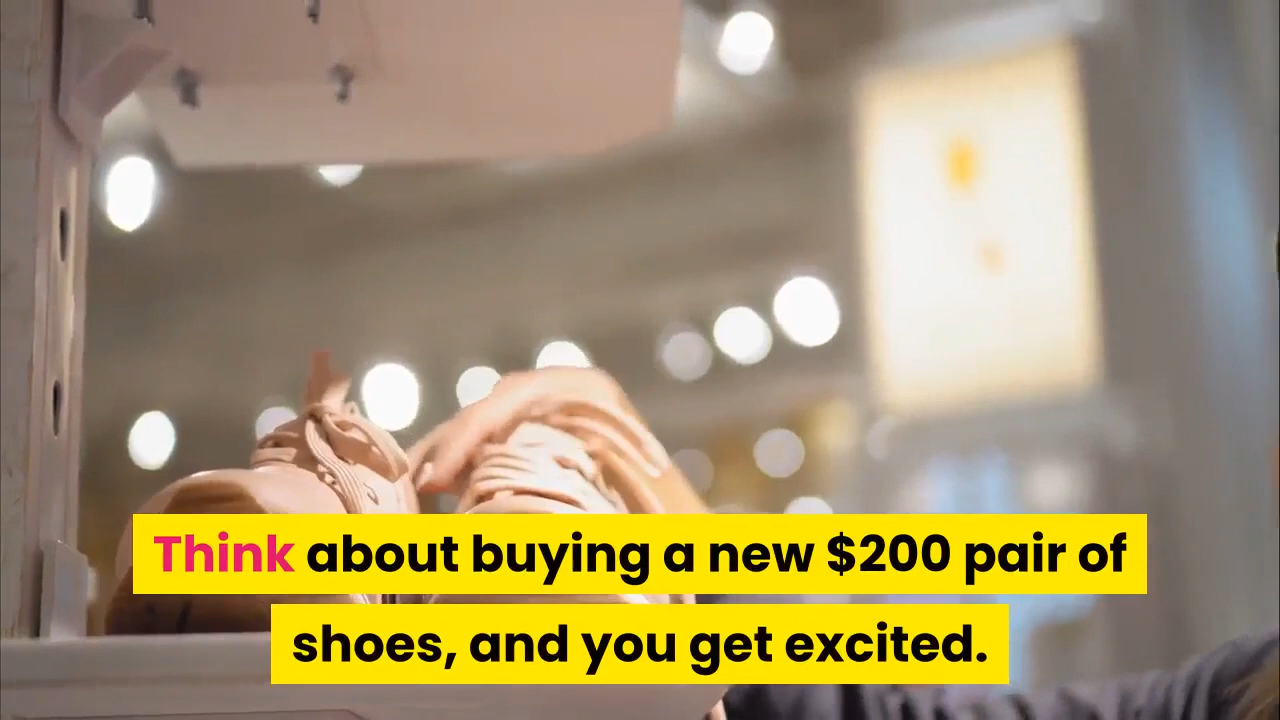 Think about buying a new $200 pair of
shoes, and you get excited.